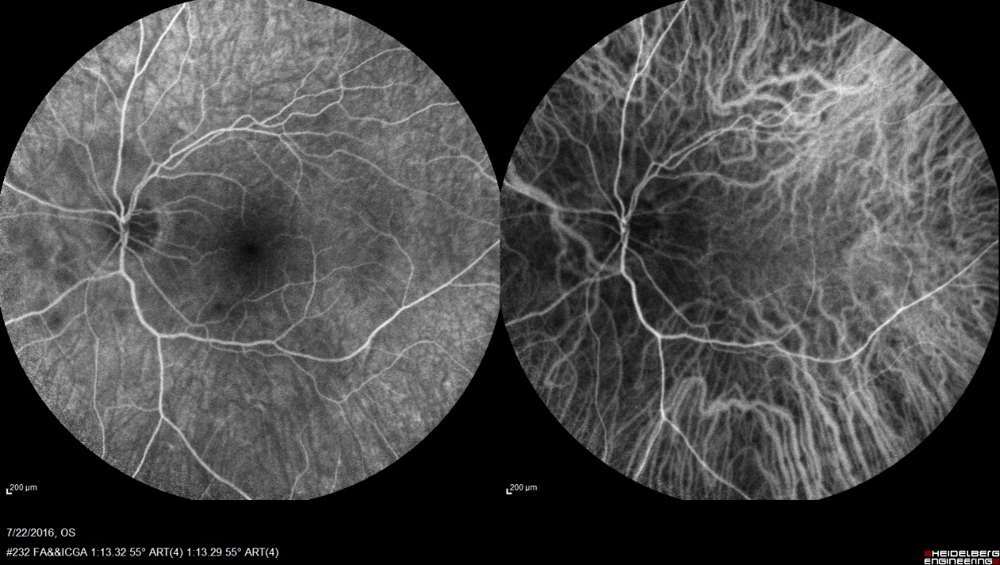 200 µm
200 µm
7/22/2016, OS
#232 FA&&ICGA 1:13.32 55° ART(4) 1:13.29 55° ART(4)
HEIDELBERG
ENGINEERING